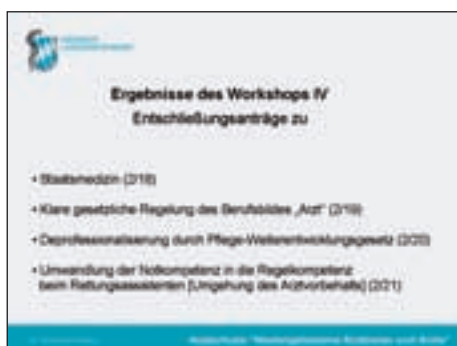 Ergebnisse des Workshops IV
Entschließungsanträge zu
• Staatsmedizin (2/18)
• Klare gesetzliche Regelung des Berufsbildes „Arzt“ (2/19)
• Deprofessionalisierung durch Pflege-Weiterentwicklungsgesetz (2/20)
• Umwandlung der Notkompetenz in die Regelkompetenz
beim Rettungsassistenten [Umgehung des Arztvorbehalts] (2/21)